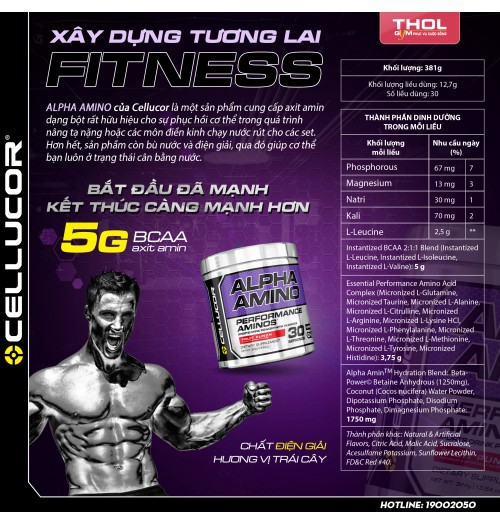 THOL
GYM PHỤC VỤ CUỘC SỐNG
XÂY DỰNG TƯƠNG LAI
FITNESS
ALPHA AMINO của Cellucor là một sản phẩm cung cấp axit amin
dạng bột rất hữu hiệu cho sự phục hồi cơ thể trong quá trình
nâng tạ nặng hoặc các môn điền kinh chạy nước rút cho các set.
Hơn hết, sản phẩm còn bù nước và điện giải, qua đó giúp cơ thể
bạn luôn ở trạng thái cân bằng nước.
BẮT ĐẦU ĐÃ MẠNH
KẾT THÚC CÀNG MẠNH HƠN
5G BCAA
axit amin
CELLUCOR®
CELLUCOR
ALPHA
AMINO
PERFORMANCE
AMINOS
FRUIT PUNCH
DIETARY SUPPLEMENT
30
SERVINGS
CHẤT ĐIỆN GIẢI
HƯƠNG VỊ TRÁI CÂY
Khối lượng: 381g
Khối lượng liều dùng: 12,7g
Số liều dùng: 30
THÀNH PHẦN DINH DƯỠNG
TRONG MỖI LIỀU
Khối lượng mỗi liều Nhu cầu ngày (%)
Phosphorous 67 mg 7
Magnesium 13 mg 3
Natri 30 mg 1
Kali 70 mg 2
L-Leucine 2,5 g **
Instantized BCAA 2:1:1 Blend (Instantized
L-Leucine, Instantized L-Isoleucine,
Instantized L-Valine): 5 g
Essential Performance Amino Acid
Complex (Micronized L-Glutamine,
Micronized Taurine, Micronized L-Alanine,
Micronized L-Citrulline, Micronized
L-Arginine, Micronized L-Lysine HCl,
Micronized L-Phenylalanine, Micronized
L-Threonine, Micronized L-Methionine,
Micronized L-Tyrosine, Micronized
Histidine): 3,75 g
Alpha Amin™ Hydration Blend: Beta-
Power© Betaine Anhydrous (1250mg),
Coconut (Cocos nucifera) Water Powder,
Dipotassium Phosphate, Disodium
Phosphate, Dimagnesium Phosphate:
1750 mg
Thành phần khác: Natural & Artificial
Flavors, Citric Acid, Malic Acid, Sucralose,
Acesulfame Potassium, Sunflower Lecithin,
FD&C Red #40.
HOTLINE: 19002050